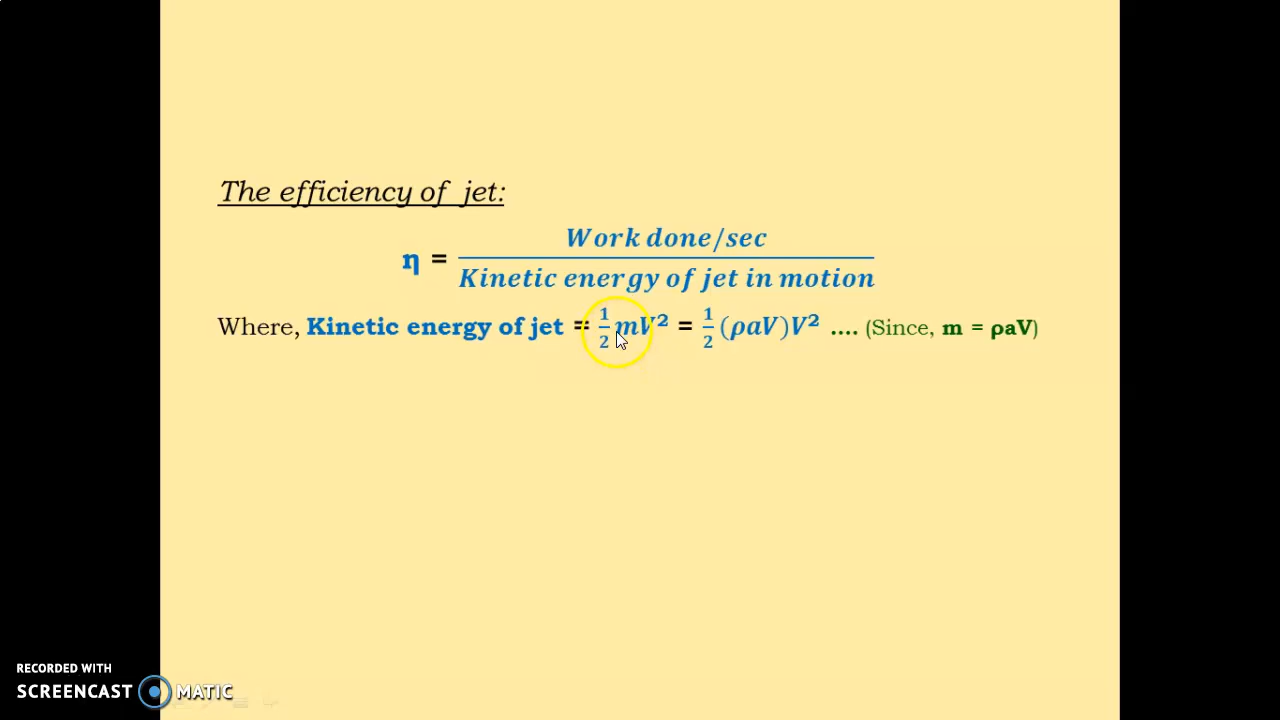 The efficiency of jet:
η = Work done/sec / Kinetic energy of jet in motion
Where, Kinetic energy of jet = 1/2 mV² = 1/2 (ρaV)V² .... (Since, m = ρaV)
RECORDED WITH
SCREENCAST MATIC